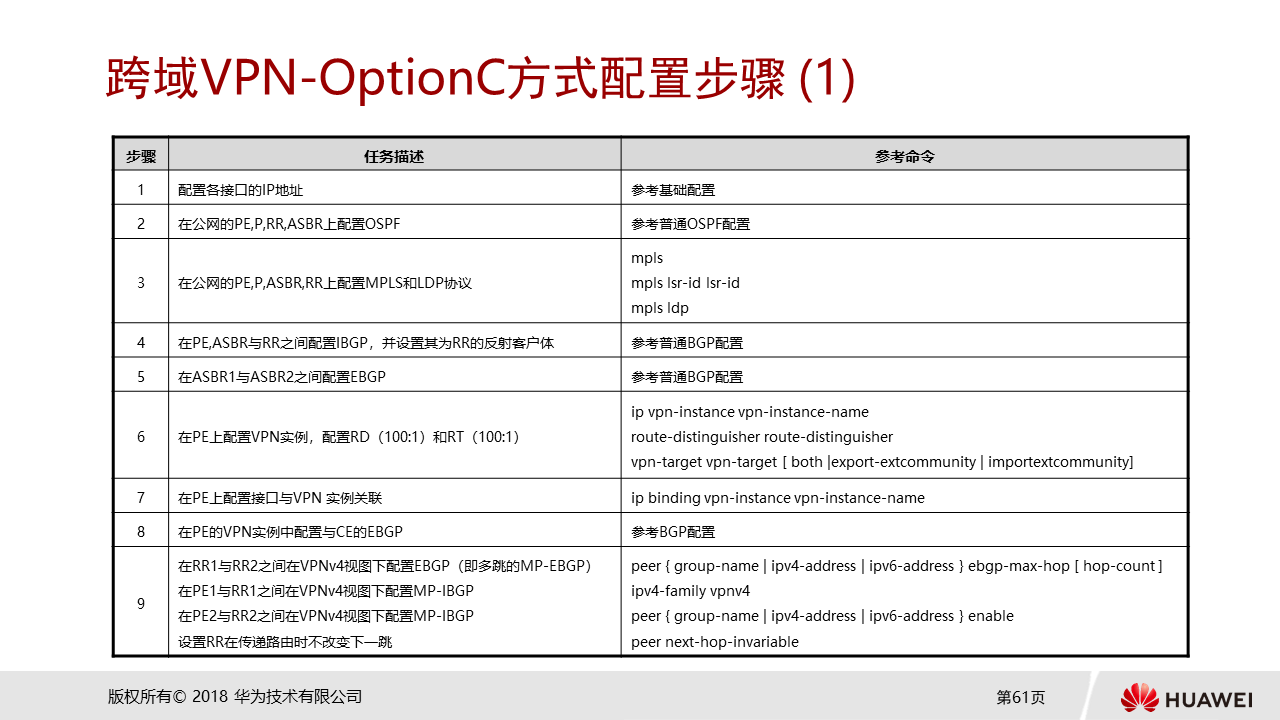 跨域VPN-OptionC方式配置步骤 (1)
步骤 任务描述 参考命令
1 配置各接口的IP地址 参考基础配置
2 在公网的PE,P,RR,ASBR上配置OSPF 参考普通OSPF配置
3 在公网的PE,P,ASBR,RR上配置MPLS和LDP协议
mpls
mpls lsr-id lsr-id
mpls ldp
4 在PE,ASBR与RR之间配置IBGP，并设置其为RR的反射客户体 参考普通BGP配置
5 在ASBR1与ASBR2之间配置EBGP 参考普通BGP配置
6 在PE上配置VPN实例，配置RD（100:1）和RT（100:1）
ip vpn-instance vpn-instance-name
route-distinguisher route-distinguisher
vpn-target vpn-target [ both |export-extcommunity | importextcommunity]
7 在PE上配置接口与VPN 实例关联 ip binding vpn-instance vpn-instance-name
8 在PE的VPN实例中配置与CE的EBGP 参考BGP配置
9
在RR1与RR2之间在VPNv4视图下配置EBGP（即多跳的MP-EBGP）
在PE1与RR1之间在VPNv4视图下配置MP-IBGP
在PE2与RR2之间在VPNv4视图下配置MP-IBGP
设置RR在传递路由时不改变下一跳
peer { group-name | ipv4-address | ipv6-address } ebgp-max-hop [ hop-count ]
ipv4-family vpnv4
peer { group-name | ipv4-address | ipv6-address } enable
peer next-hop-invariable
版权所有© 2018 华为技术有限公司
第61页
HUAWEI